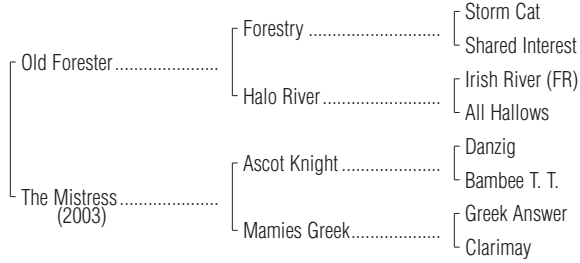 Storm Cat
Forestry
Shared Interest
Old Forester
Irish River (FR)
Halo River
All Hallows
Danzig
Ascot Knight
Bambee T. T.
The Mistress
(2003)
Greek Answer
Mamies Greek
Clarimay